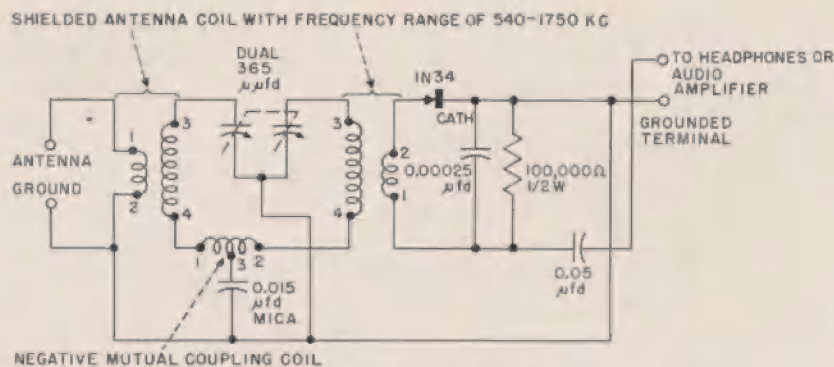 SHIELDED ANTENNA COIL WITH FREQUENCY RANGE OF 540-1750 KC
DUAL
365
μμfd
IN34
CATH
TO HEADPHONES OR
AUDIO
AMPLIFIER
GROUNDED
TERMINAL
ANTENNA
GROUND
1
2
3
4
3
4
2
1
0.00025
μfd
100,000Ω
1/2W
1
3
2
0.015
μfd
MICA
0.05
μfd
NEGATIVE MUTUAL COUPLING COIL